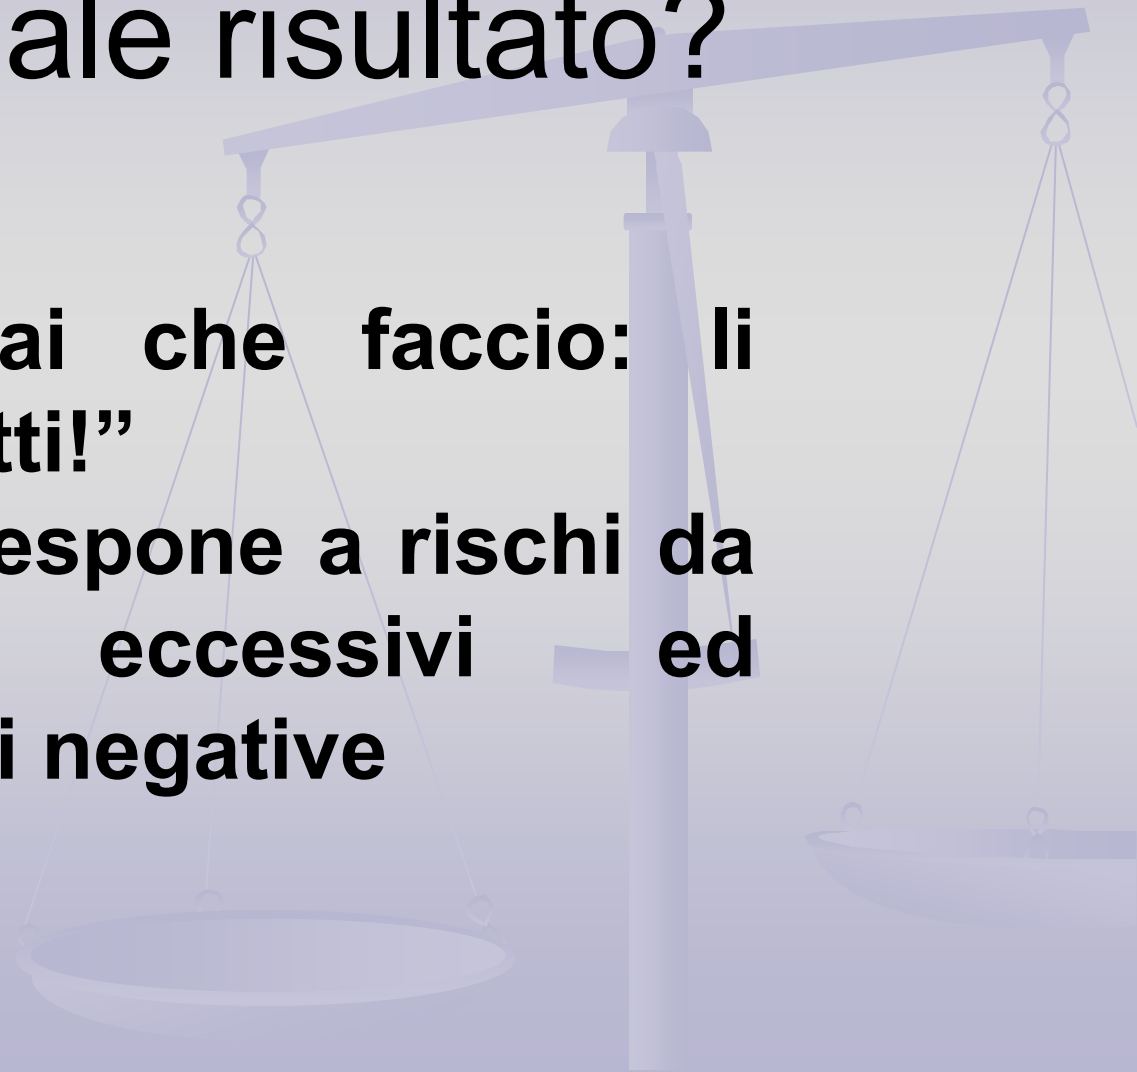 ale risultato?
ai che faccio: li
tti!”
espone a rischi da
eccessivi ed
i negative